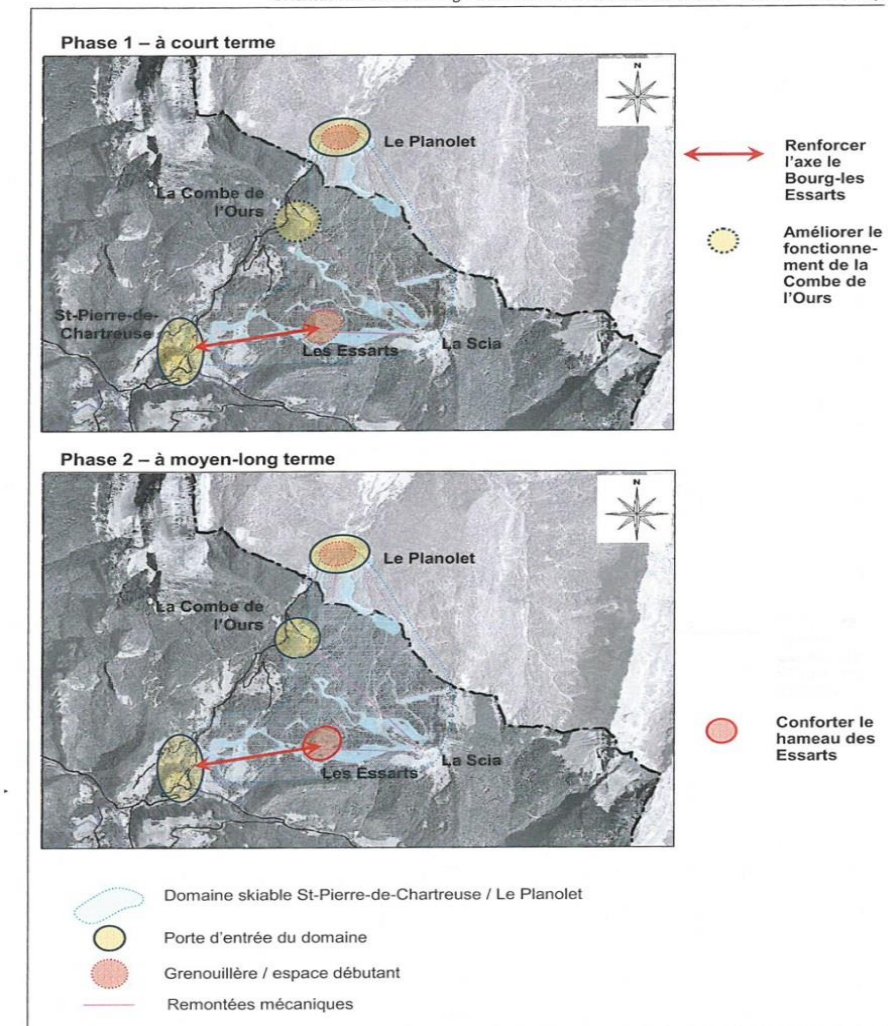 Phase 1 – à court terme
N
Le Planolet
La Combe de
l'Ours
St-Pierre-de-
Chartreuse
Les Essarts
La Scia
Renforcer
l'axe le
Bourg-les
Essarts
Améliorer le
fonctionne-
ment de la
Combe de
l'Ours
Phase 2 – à moyen-long terme
N
Le Planolet
La Combe de
l'Ours
Les Essarts
La Scia
Conforter le
hameau des
Essarts
Domaine skiable St-Pierre-de-Chartreuse / Le Planolet
Porte d'entrée du domaine
Grenouillère / espace débutant
Remontées mécaniques